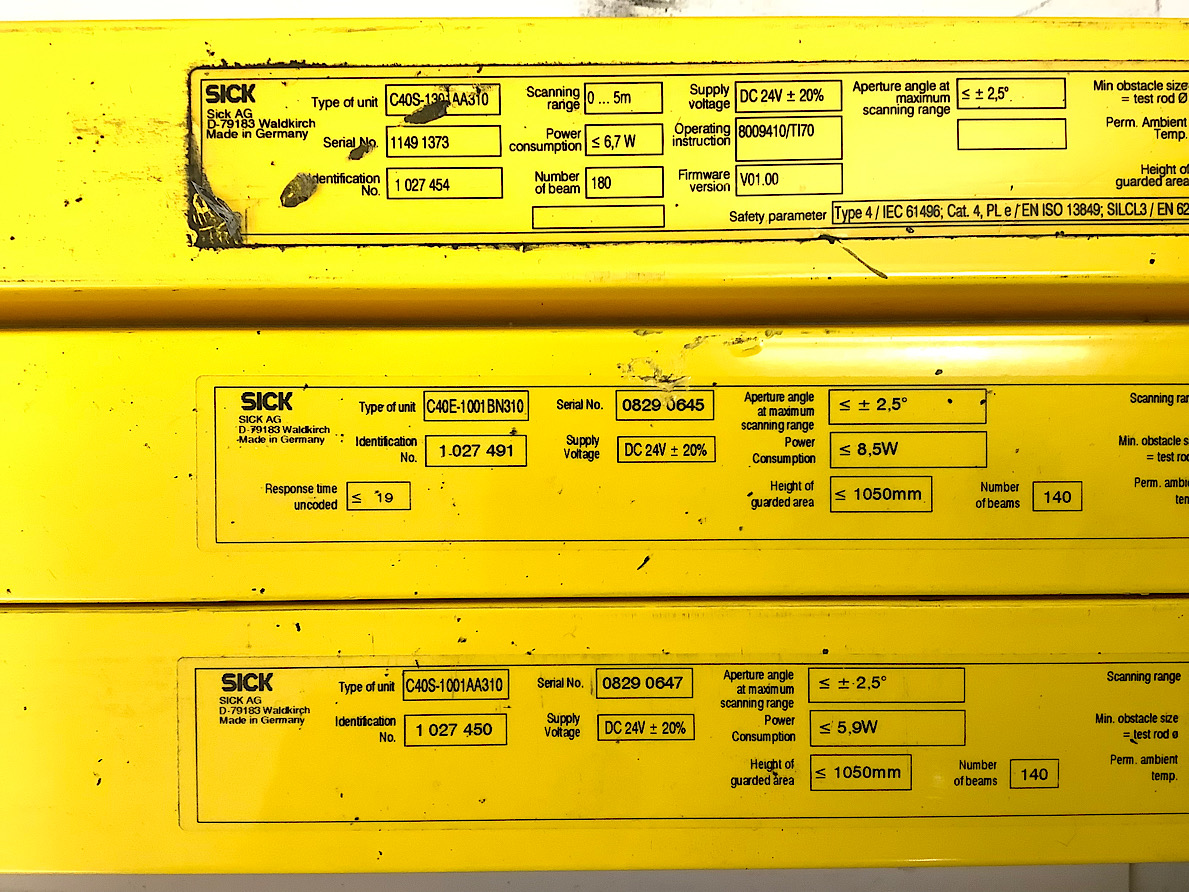 SICK
Sick AG
D-79183 Waldkirch
Made in Germany
Type of unit C40S-1301AA310
Serial No. 1149 1373
Identification No. 1 027 454
Scanning range 0 ... 5m
Power consumption ≤ 6,7 W
Number of beam 180
Supply voltage DC 24V ± 20%
Operating instruction 8009410/TI70
Firmware version V01.00
Aperture angle at maximum scanning range ≤ ± 2,5°
Safety parameter Type 4 / IEC 61496; Cat. 4, PL e / EN ISO 13849; SILCL3 / EN 62
Min obstacle size
= test rod Ø
Perm. Ambient
Temp.
Height of
guarded area
SICK
SICK AG
D-79183 Waldkirch
Made in Germany
Type of unit C40E-1001BN310
Identification No. 1 027 491
Response time uncoded ≤ 19
Serial No. 0829 0645
Supply Voltage DC 24V ± 20%
Aperture angle at maximum scanning range ≤ ± 2,5°
Power Consumption ≤ 8,5W
Height of guarded area ≤ 1050mm
Number of beams 140
Scanning ran
Min. obstacle s
= test rod
Perm. ambie
tem
SICK
SICK AG
D-79183 Waldkirch
Made in Germany
Type of unit C40S-1001AA310
Identification No. 1 027 450
Serial No. 0829 0647
Supply Voltage DC 24V ± 20%
Aperture angle at maximum scanning range ≤ ± 2,5°
Power Consumption ≤ 5,9W
Height of guarded area ≤ 1050mm
Number of beams 140
Scanning range
Min. obstacle size
= test rod ø
Perm. ambient
temp.